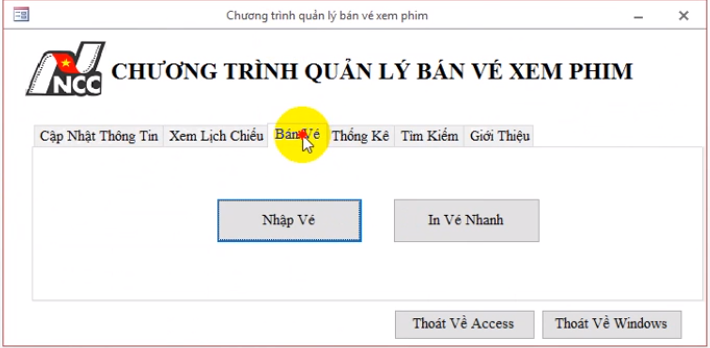 Chương trình quản lý bán vé xem phim
NCC
CHƯƠNG TRÌNH QUẢN LÝ BÁN VÉ XEM PHIM
Cập Nhật Thông Tin Xem Lịch Chiếu Bán Vé Thống Kê Tìm Kiếm Giới Thiệu
Nhập Vé In Vé Nhanh
Thoát Về Access Thoát Về Windows